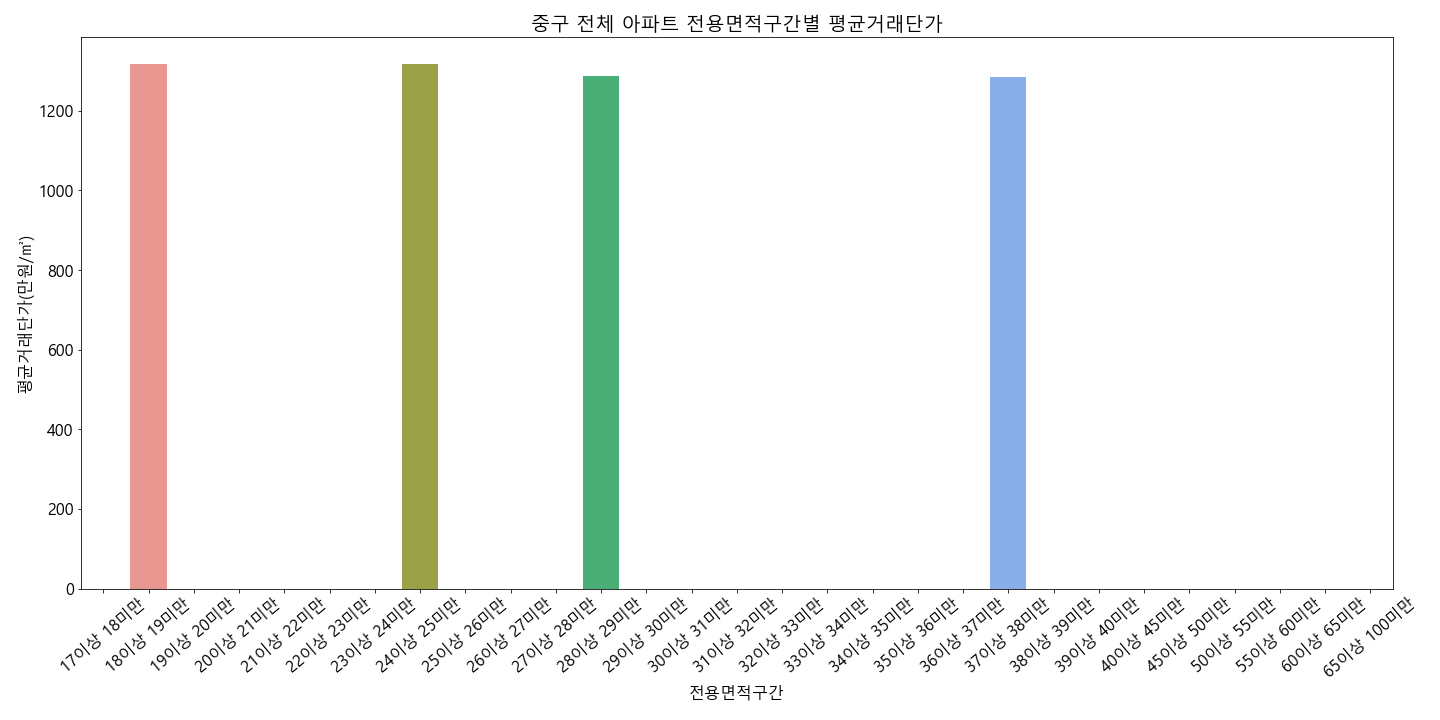 중구 전체 아파트 전용면적구간별 평균거래단가
평균거래단가(만원/㎡)
1200
1000
800
600
400
200
0
17이상 18미만
18이상 19미만
19이상 20미만
20이상 21미만
21이상 22미만
22이상 23미만
23이상 24미만
24이상 25미만
25이상 26미만
26이상 27미만
27이상 28미만
28이상 29미만
29이상 30미만
30이상 31미만
31이상 32미만
32이상 33미만
33이상 34미만
34이상 35미만
35이상 36미만
36이상 37미만
37이상 38미만
38이상 39미만
39이상 40미만
40이상 45미만
45이상 50미만
50이상 55미만
55이상 60미만
60이상 65미만
65이상 100미만
전용면적구간